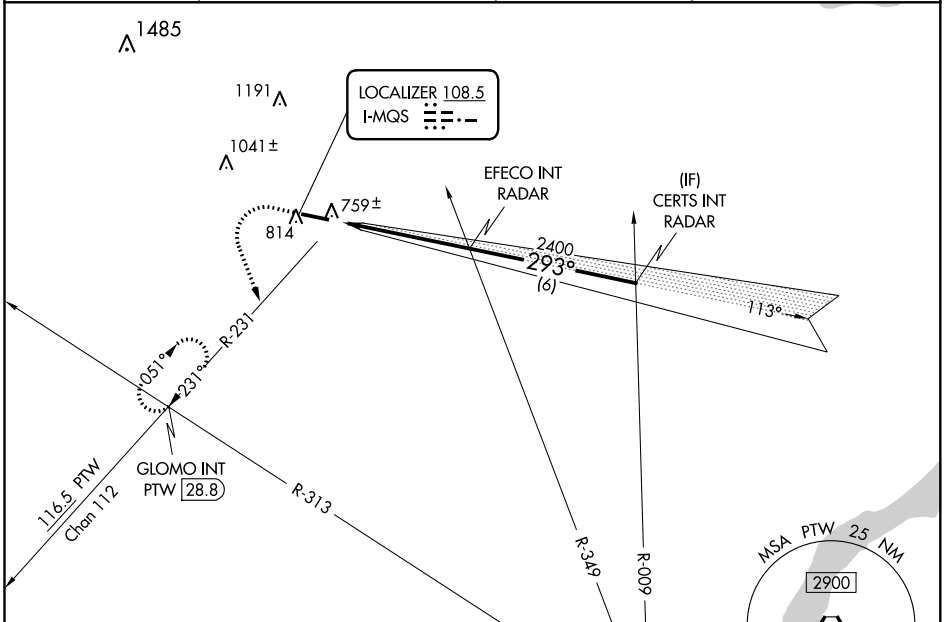 1485
1191
LOCALIZER 108.5
I-MQS
1041±
EFECO INT
RADAR
(IF)
CERTS INT
RADAR
759±
814
2400
293°
(6)
113°
R-231
051°
231°
GLOMO INT
PTW 28.8
116.5 PTW
Chan 112
R-313
R-349
R-009
MSA PTW 25 NM
2900